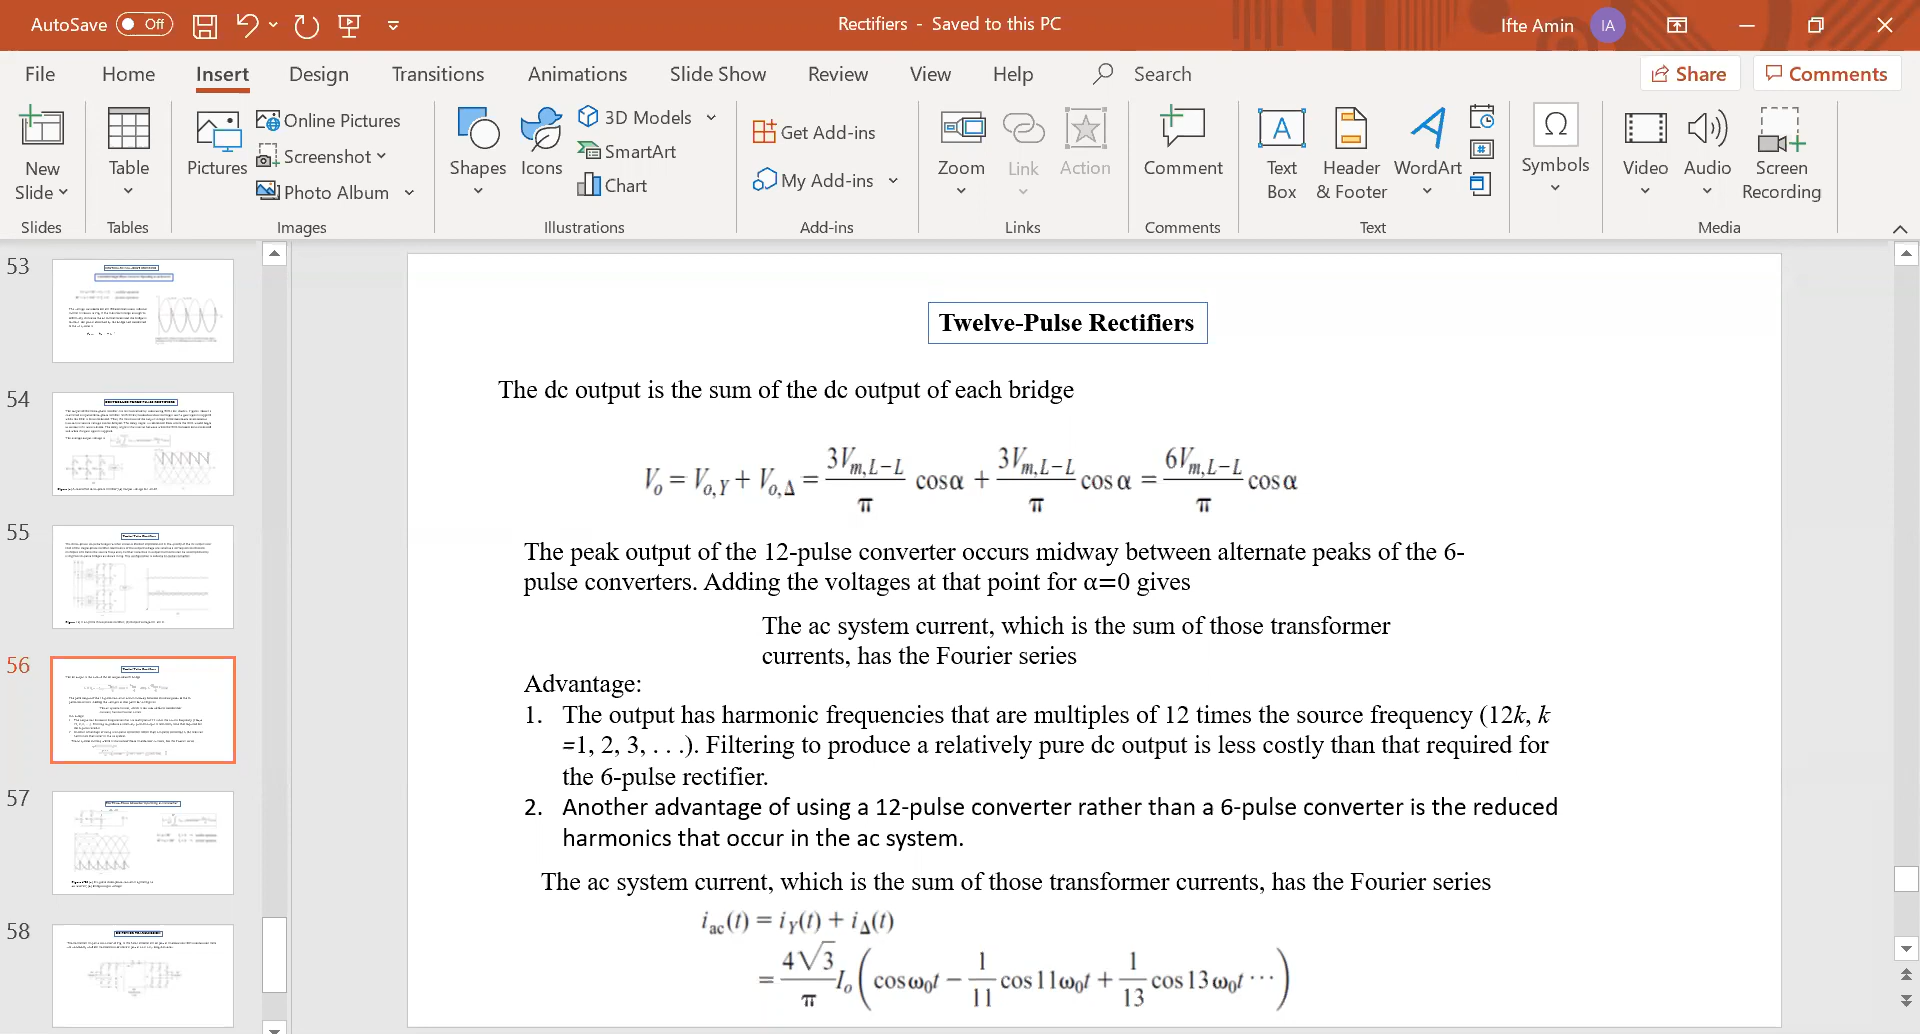 AutoSave Off
Rectifiers - Saved to this PC
Ifte Amin IA
File Home Insert Design Transitions Animations Slide Show Review View Help Search
Share Comments
New
Slide
Slides
Table
Tables
Pictures
Online Pictures
Screenshot
Photo Album
Images
Shapes
Icons
3D Models
SmartArt
Chart
Illustrations
Get Add-ins
My Add-ins
Add-ins
Zoom
Link
Action
Links
Comment
Comments
Text
Box
Header
& Footer
WordArt
Text
Symbols
Video
Audio
Screen
Recording
Media
53
54
55
56
57
58
Twelve-Pulse Rectifiers
The dc output is the sum of the dc output of each bridge
V_o = V_{o,Y} + V_{o,Δ} = 3V_{m,L−L}/π cos α + 3V_{m,L−L}/π cos α = 6V_{m,L−L}/π cos α
The peak output of the 12-pulse converter occurs midway between alternate peaks of the 6-
pulse converters. Adding the voltages at that point for α=0 gives
The ac system current, which is the sum of those transformer
currents, has the Fourier series
Advantage:
1. The output has harmonic frequencies that are multiples of 12 times the source frequency (12k, k
=1, 2, 3, . . .). Filtering to produce a relatively pure dc output is less costly than that required for
the 6-pulse rectifier.
2. Another advantage of using a 12-pulse converter rather than a 6-pulse converter is the reduced
harmonics that occur in the ac system.
The ac system current, which is the sum of those transformer currents, has the Fourier series
i_{ac}(t) = i_Y(t) + i_Δ(t)
= 4√3/π I_o (cos ω₀t − 1/11 cos 11ω₀t + 1/13 cos 13ω₀t ⋯)